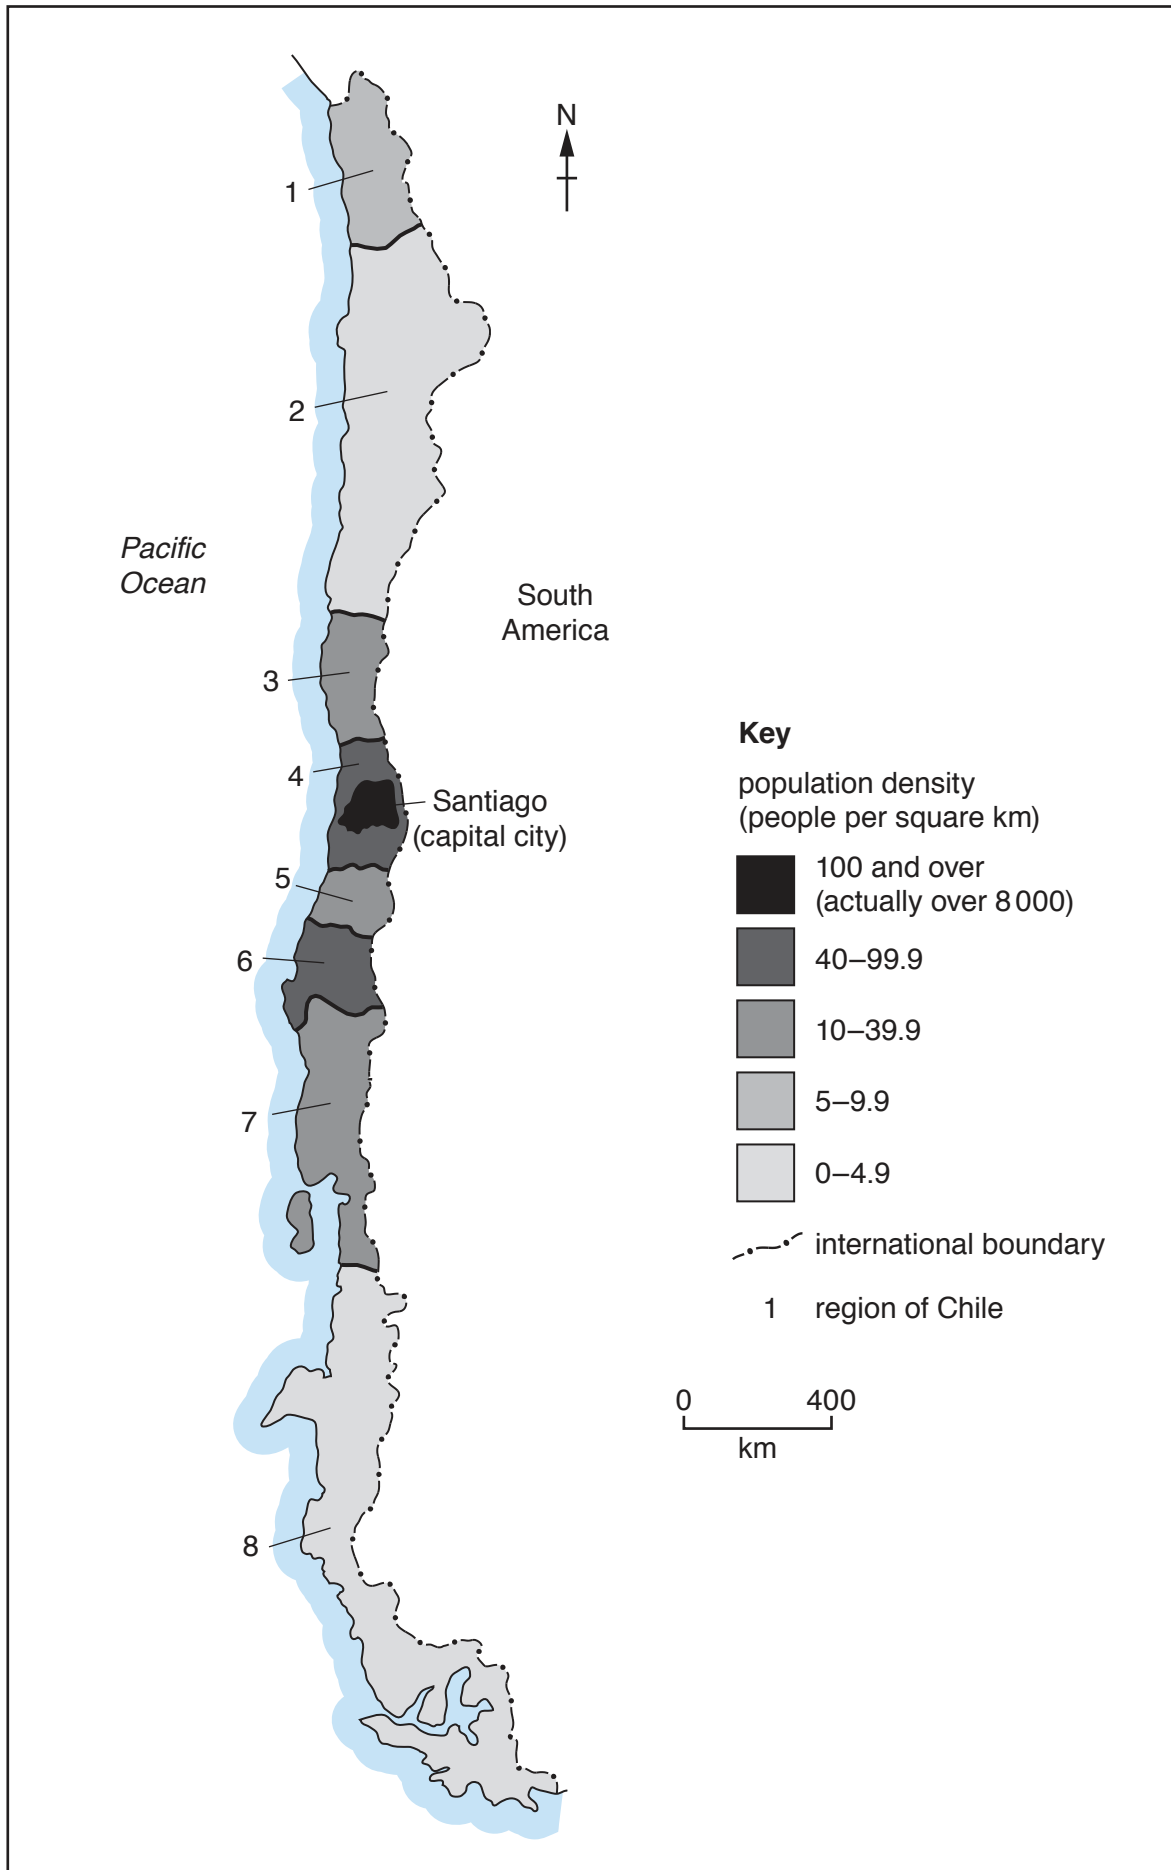 N
1
2
Pacific
Ocean
South
America
3
4
Santiago
(capital city)
5
6
7
8
Key
population density
(people per square km)
100 and over
(actually over 8 000)
40–99.9
10–39.9
5–9.9
0–4.9
international boundary
1 region of Chile
0 400
km